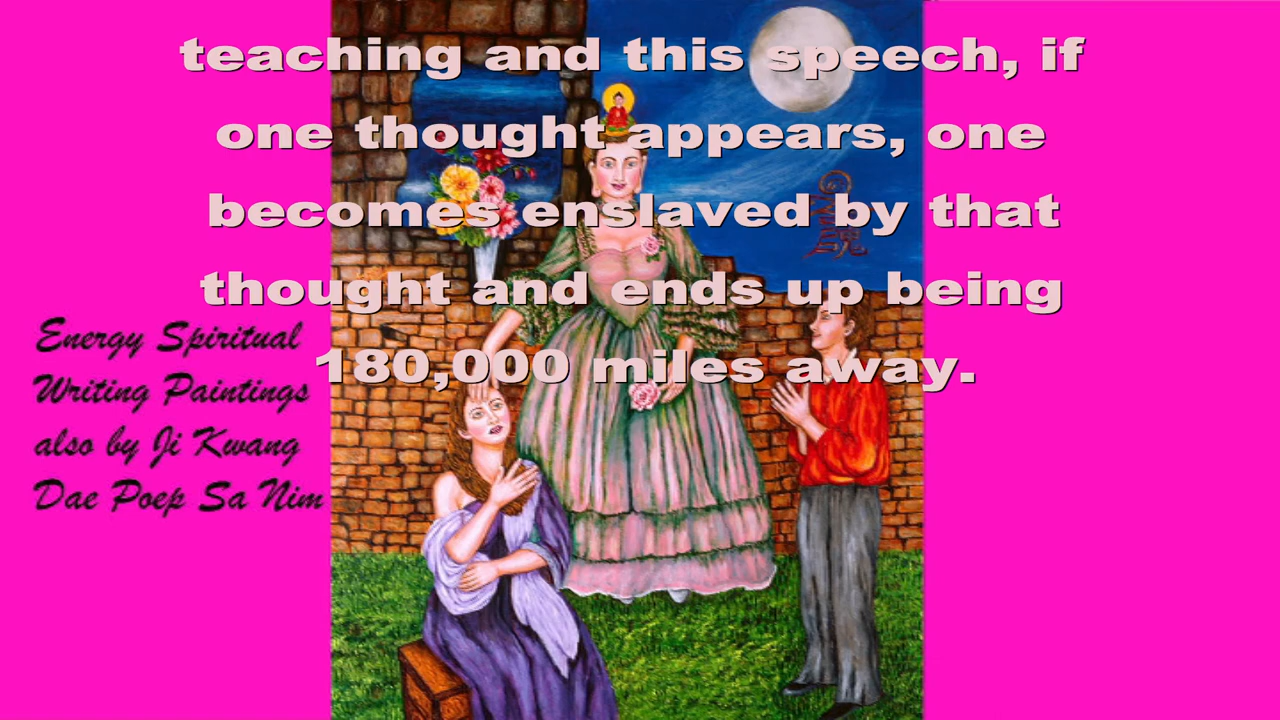 teaching and this speech, if
one thought appears, one
becomes enslaved by that
thought and ends up being
180,000 miles away.
Energy Spiritual
Writing Paintings
also by Ji Kwang
Dae Poep Sa Nim